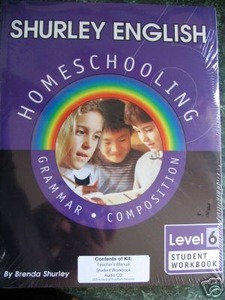 SHURLEY ENGLISH
HOMESCHOOLING
GRAMMAR • COMPOSITION
Level 6
STUDENT
WORKBOOK
Contents of Kit:
Teacher's Manual
Student Workbook
Audio CD
By Brenda Shurley